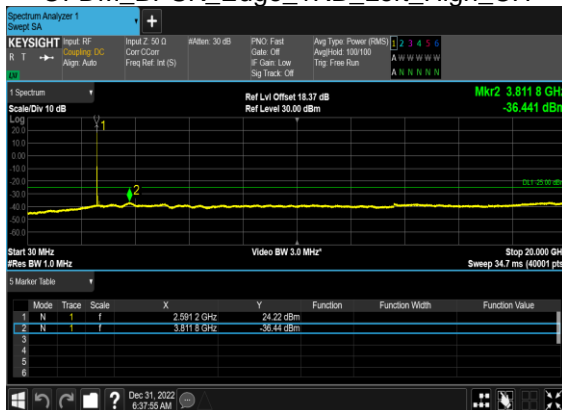 Spectrum Analyzer 1
Swept SA
+
KEYSIGHT Input: RF Input Z: 50 Ω #Atten: 30 dB PNO: Fast Avg Type: Power (RMS) 1 2 3 4 5 6
R T Coupling: DC Corr CCorr Gate: Off Avg|Hold: 100/100 A W W W W W
Align: Auto Freq Ref: Int (S) IF Gain: Low Trig: Free Run
Sig Track: Off A N N N N N
1 Spectrum Ref Lvl Offset 18.37 dB Mkr2 3.811 8 GHz
Scale/Div 10 dB Ref Level 30.00 dBm -36.441 dBm
Log
20.0
10.0
0.00
-10.0
-20.0
-30.0
-40.0
-50.0
-60.0
1
2
DL1 -25.00 dBm
Start 30 MHz Video BW 3.0 MHz* Stop 20.000 GHz
#Res BW 1.0 MHz Sweep 34.7 ms (40001 pts)
5 Marker Table
Mode Trace Scale X Y Function Function Width Function Value
1 N 1 f 2.591 2 GHz 24.22 dBm
2 N 1 f 3.811 8 GHz -36.44 dBm
3
4
5
6
? Dec 31, 2022
6:37:55 AM